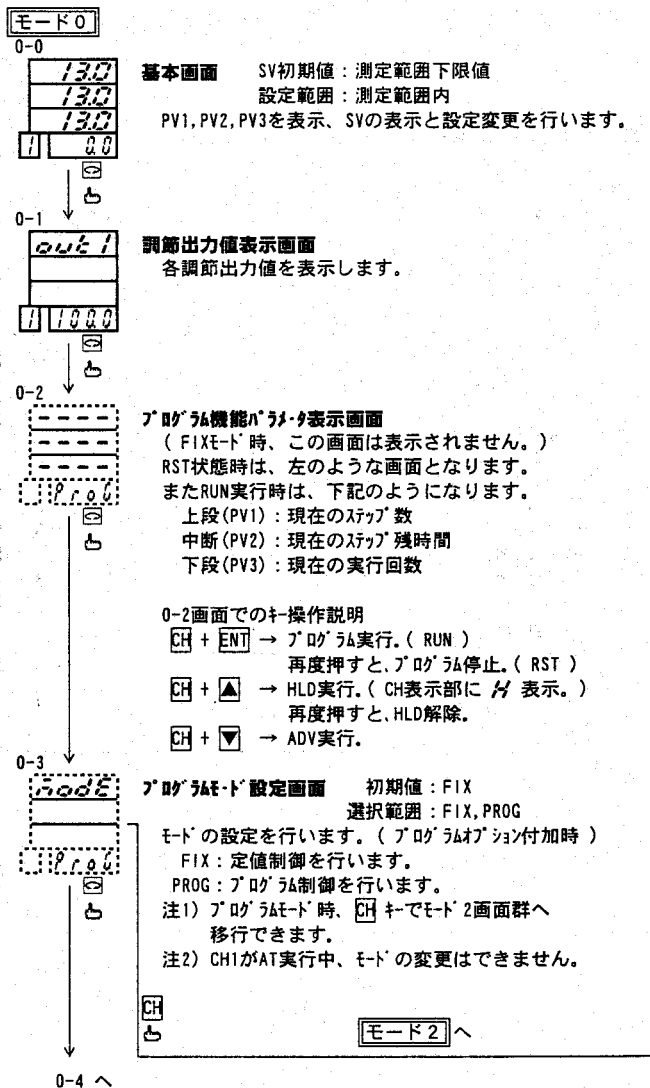 モード0
0-0
13.0
13.0
13.0
1 0.0
基本画面 SV初期値：測定範囲下限値
設定範囲：測定範囲内
PV1,PV2,PV3を表示、SVの表示と設定変更を行います。
0-1
out1
1 100.0
調節出力値表示画面
各調節出力値を表示します。
0-2
----
----
----
ProG
プログラム機能パラメータ表示画面
( FIXモード時、この画面は表示されません。)
RST状態時は、左のような画面となります。
またRUN実行時は、下記のようになります。
上段(PV1)：現在のステップ数
中断(PV2)：現在のステップ残時間
下段(PV3)：現在の実行回数
0-2画面でのキー操作説明
CH + ENT → プログラム実行.( RUN )
再度押すと、プログラム停止.( RST )
CH + ▲ → HLD実行.( CH表示部に H 表示。)
再度押すと、HLD解除.
CH + ▼ → ADV実行.
0-3
modE
ProG
プログラムモード設定画面 初期値：FIX
選択範囲：FIX,PROG
モードの設定を行います。( プログラムオプション付加時 )
FIX：定値制御を行います。
PROG：プログラム制御を行います。
注1) プログラムモード時、CH キーでモード2画面群へ
移行できます。
注2) CH1がAT実行中、モードの変更はできません。
CH
モード2 へ
0-4 へ